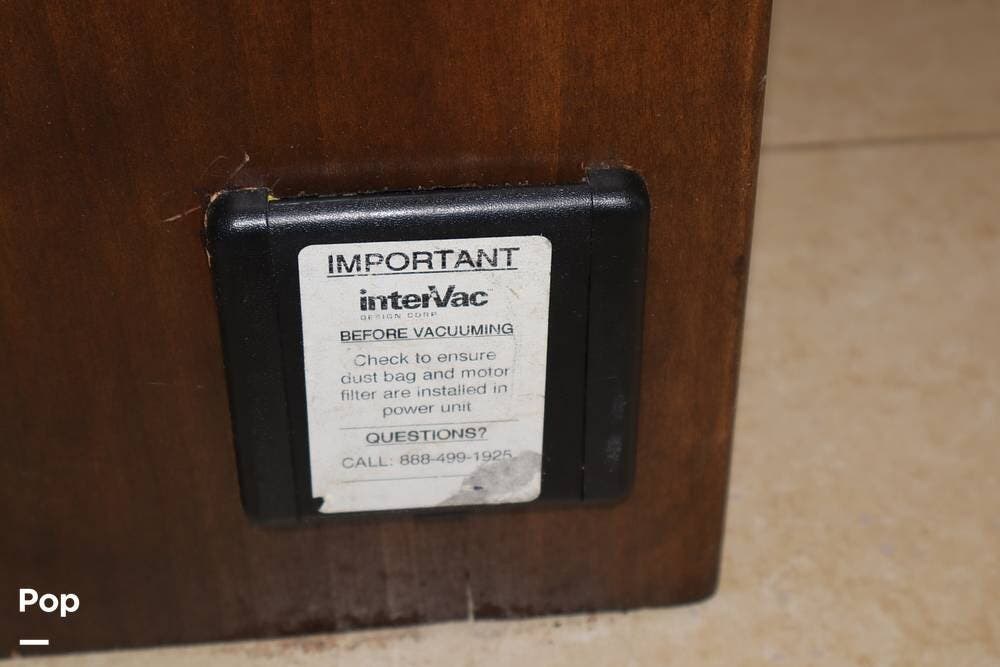 IMPORTANT
interVac
DESIGN CORP
BEFORE VACUUMING
Check to ensure
dust bag and motor
filter are installed in
power unit
QUESTIONS?
CALL: 888-499-1925
Pop